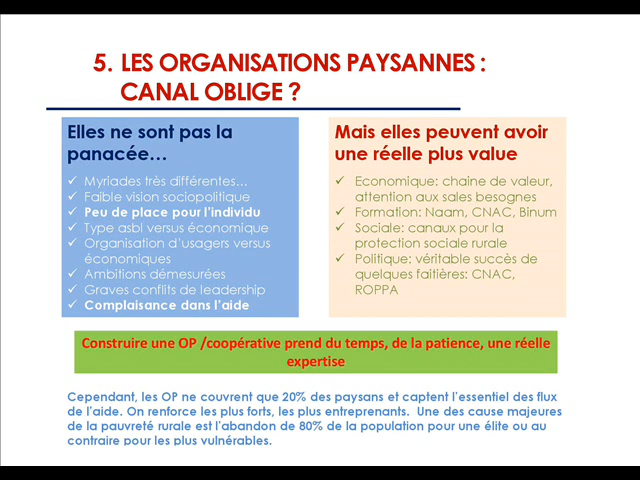 5. LES ORGANISATIONS PAYSANNES :
CANAL OBLIGE ?
Elles ne sont pas la
panacée…
✓ Myriades très différentes…
✓ Faible vision sociopolitique
✓ Peu de place pour l'individu
✓ Type asbl versus économique
✓ Organisation d'usagers versus
économiques
✓ Ambitions démesurées
✓ Graves conflits de leadership
✓ Complaisance dans l'aide
Mais elles peuvent avoir
une réelle plus value
✓ Economique: chaîne de valeur,
attention aux sales besognes
✓ Formation: Naam, CNAC, Binum
✓ Sociale: canaux pour la
protection sociale rurale
✓ Politique: véritable succès de
quelques faitières: CNAC,
ROPPA
Construire une OP /coopérative prend du temps, de la patience, une réelle
expertise
Cependant, les OP ne couvrent que 20% des paysans et captent l'essentiel des flux
de l'aide. On renforce les plus forts, les plus entreprenants. Une des cause majeures
de la pauvreté rurale est l'abandon de 80% de la population pour une élite ou au
contraire pour les plus vulnérables.